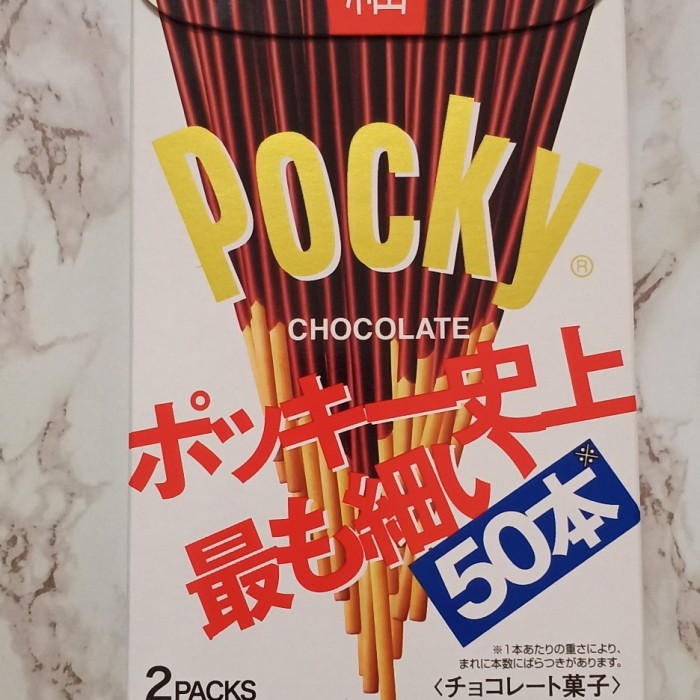 細
Pocky®
CHOCOLATE
ポッキー史上
最も細い
50本※
※1本あたりの重さにより、
まれに本数にばらつきがあります。
2PACKS
〈チョコレート菓子〉